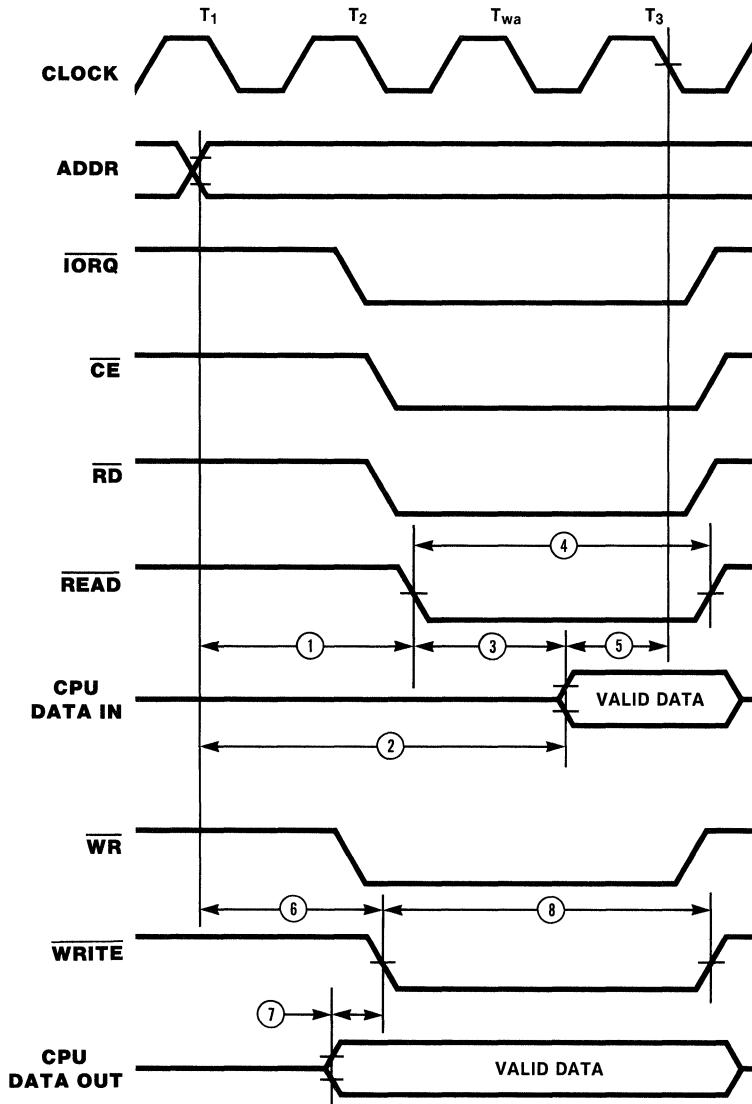 T1 T2 Twa T3
CLOCK
ADDR
IORQ
CE
RD
4
READ
1 3 5
CPU
DATA IN
VALID DATA
2
WR
6 8
WRITE
7
CPU
DATA OUT
VALID DATA